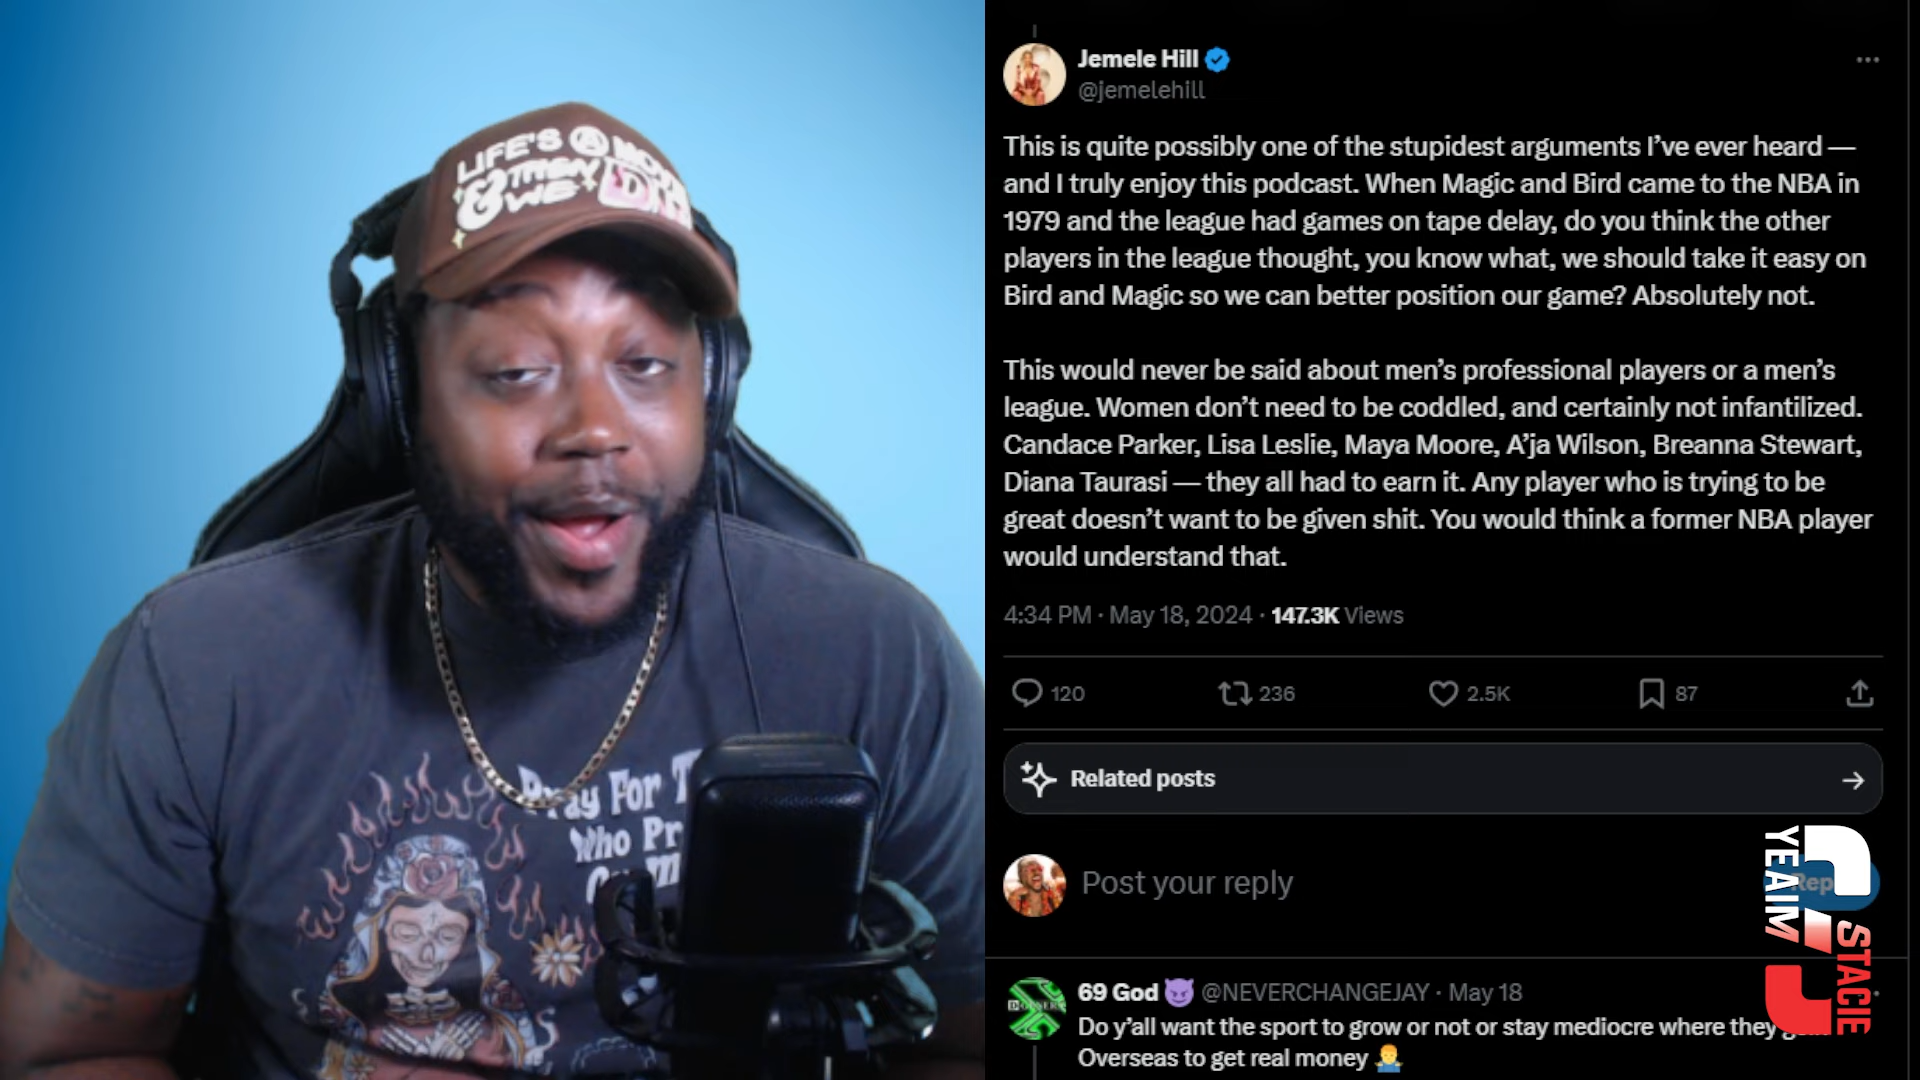 LIFE'S A
& THEN
WE
Pray For T
Who Pr
Jemele Hill
@jemelehill
This is quite possibly one of the stupidest arguments I’ve ever heard —
and I truly enjoy this podcast. When Magic and Bird came to the NBA in
1979 and the league had games on tape delay, do you think the other
players in the league thought, you know what, we should take it easy on
Bird and Magic so we can better position our game? Absolutely not.
This would never be said about men’s professional players or a men’s
league. Women don’t need to be coddled, and certainly not infantilized.
Candace Parker, Lisa Leslie, Maya Moore, A’ja Wilson, Breanna Stewart,
Diana Taurasi — they all had to earn it. Any player who is trying to be
great doesn’t want to be given shit. You would think a former NBA player
would understand that.
4:34 PM · May 18, 2024 · 147.3K Views
120 236 2.5K 87
Related posts
Post your reply
Rep
YEAIM
STACIE
69 God 😈 @NEVERCHANGEJAY · May 18
Do y’all want the sport to grow or not or stay mediocre where they
Overseas to get real money 🤷‍♂️